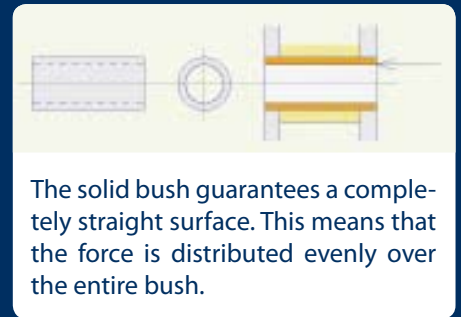 The solid bush guarantees a comple-
tely straight surface. This means that
the force is distributed evenly over
the entire bush.